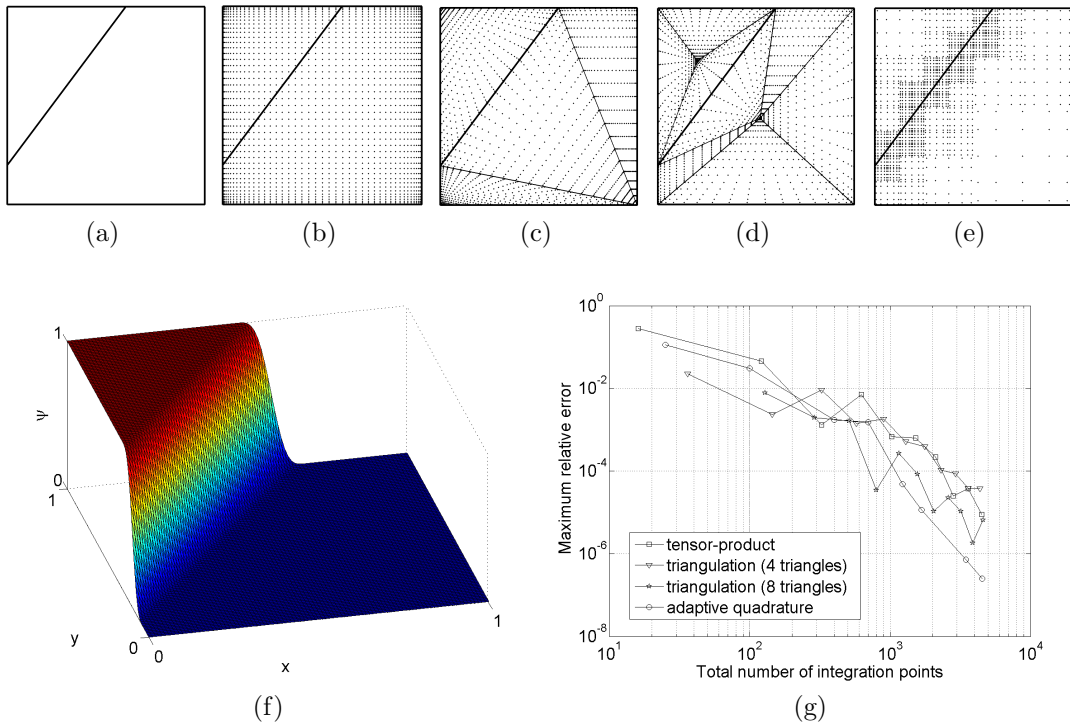 (a) (b) (c) (d) (e)
1
ψ
0
1
y
0
0
x
1
(f)
10^0
10^-2
10^-4
10^-6
10^-8
Maximum relative error
tensor-product
triangulation (4 triangles)
triangulation (8 triangles)
adaptive quadrature
10^1 10^2 10^3 10^4
Total number of integration points
(g)